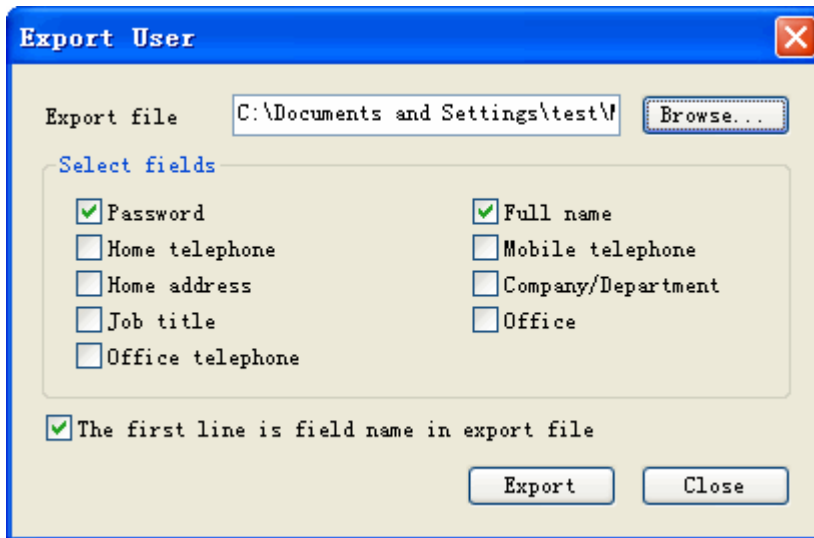 Export User
Export file C:\Documents and Settings\test\ Browse...
Select fields
Password Full name
Home telephone Mobile telephone
Home address Company/Department
Job title Office
Office telephone
The first line is field name in export file
Export Close